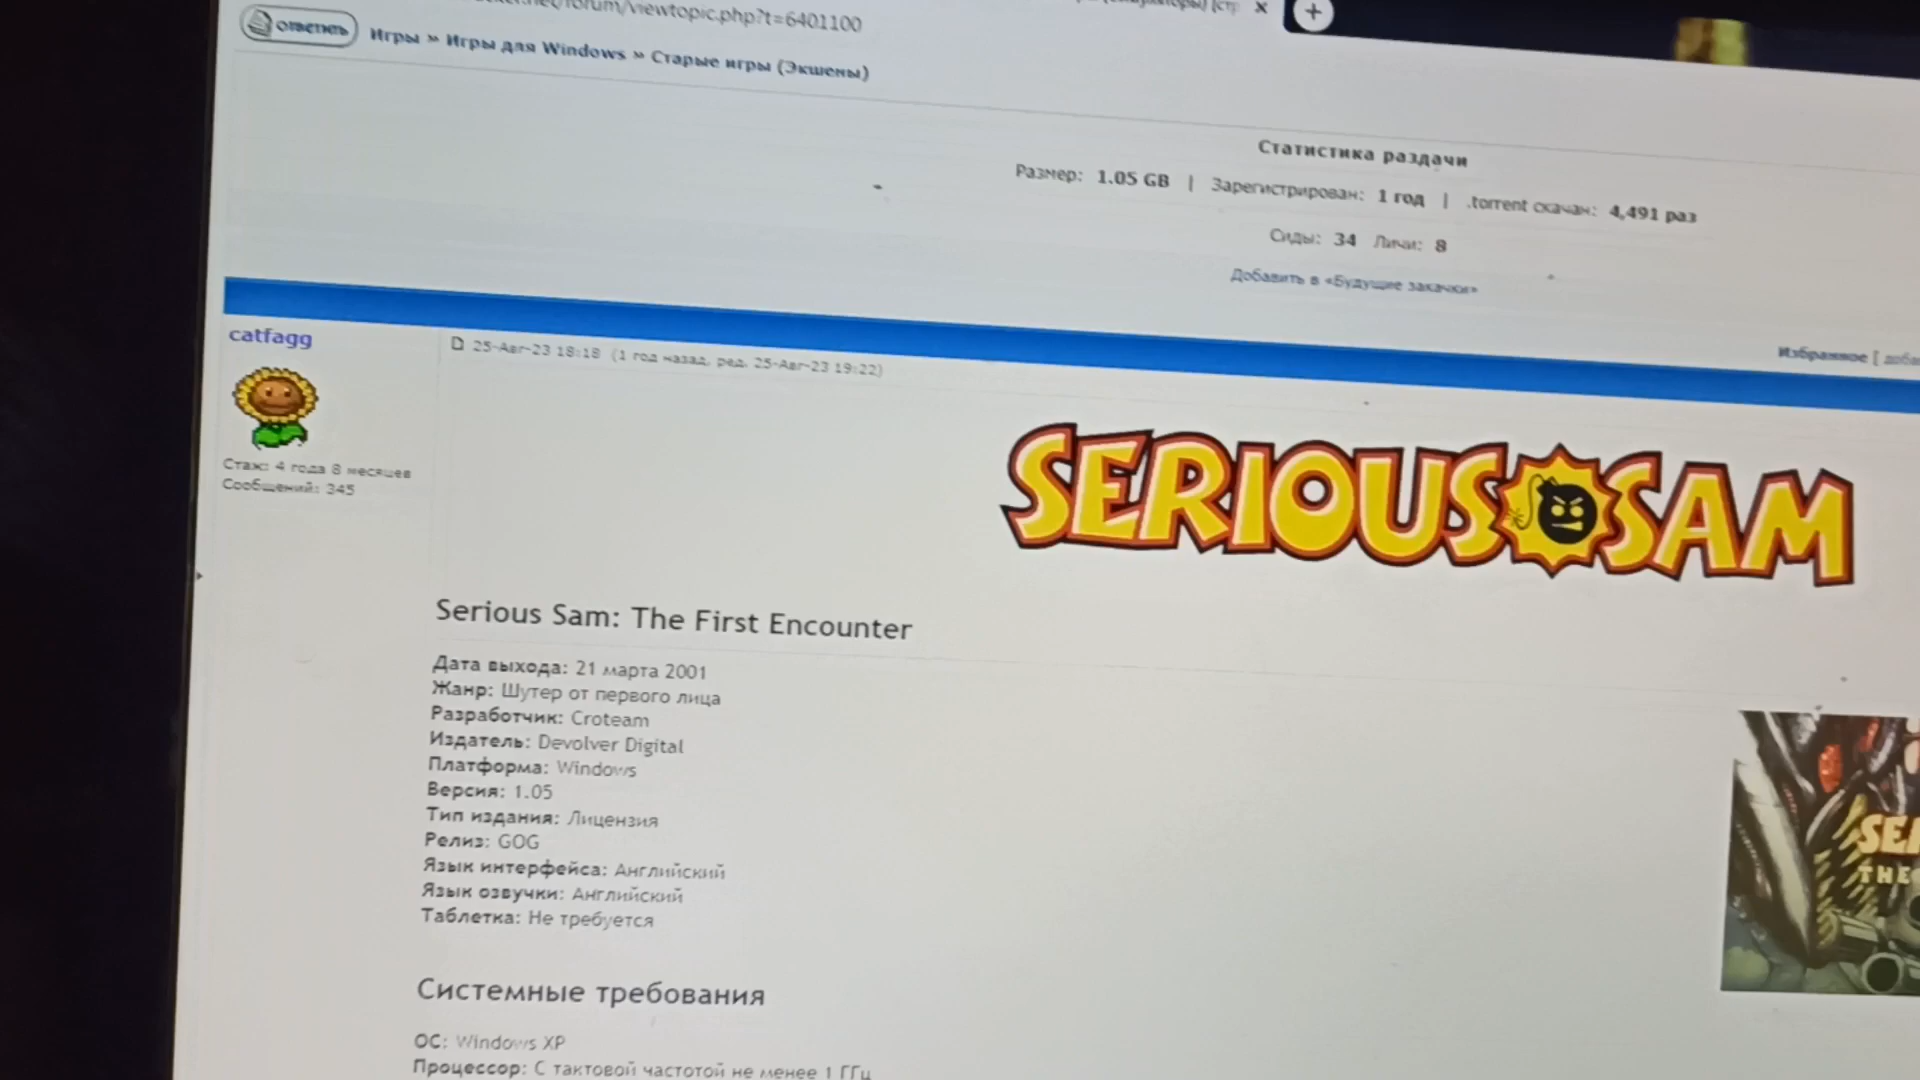 viewtopic.php?t=6401100
ответить
Игры » Игры для Windows » Старые игры (Экшены)
Статистика раздачи
Размер: 1.05 GB | Зарегистрирован: 1 год | .torrent скачан: 4,491 раз
Сиды: 34 Личи: 8
Добавить в «Будущие закачки»
Избранное [
catfagg
25-Авг-23 18:18 (1 год назад, ред. 25-Авг-23 19:22)
Стаж: 4 года 8 месяцев
Сообщений: 345
SERIOUS SAM
Serious Sam: The First Encounter
Дата выхода: 21 марта 2001
Жанр: Шутер от первого лица
Разработчик: Croteam
Издатель: Devolver Digital
Платформа: Windows
Версия: 1.05
Тип издания: Лицензия
Релиз: GOG
Язык интерфейса: Английский
Язык озвучки: Английский
Таблетка: Не требуется
THE
Системные требования
ОС: Windows XP
Процессор: С тактовой частотой не менее 1 ГГц